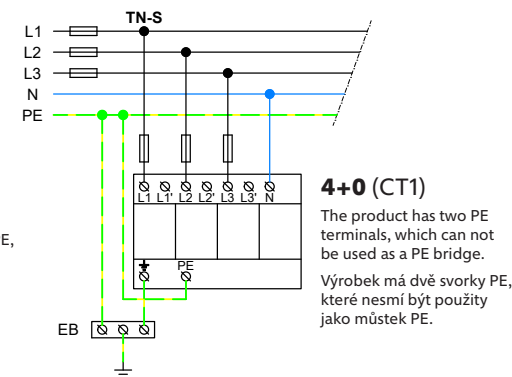 TN-S
L1
L2
L3
N
PE
L1 L1' L2 L2' L3 L3' N
PE
EB
PE,
4+0 (CT1)
The product has two PE
terminals, which can not
be used as a PE bridge.
Výrobek má dvě svorky PE,
které nesmí být použity
jako můstek PE.